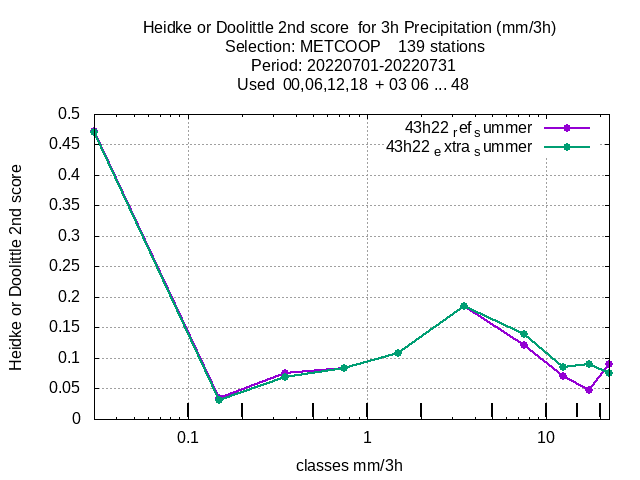 Heidke or Doolittle 2nd score for 3h Precipitation (mm/3h)
Selection: METCOOP 139 stations
Period: 20220701-20220731
Used 00,06,12,18 + 03 06 ... 48
43h22 ref summer
43h22 extra summer
0.5
0.45
0.4
0.35
0.3
0.25
0.2
0.15
0.1
0.05
0
Heidke or Doolittle 2nd score
0.1 1 10
classes mm/3h